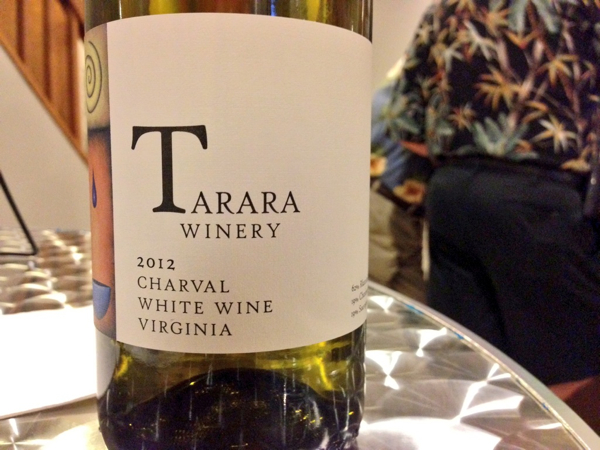 TARARA
WINERY
2012
CHARVAL
WHITE WINE
VIRGINIA